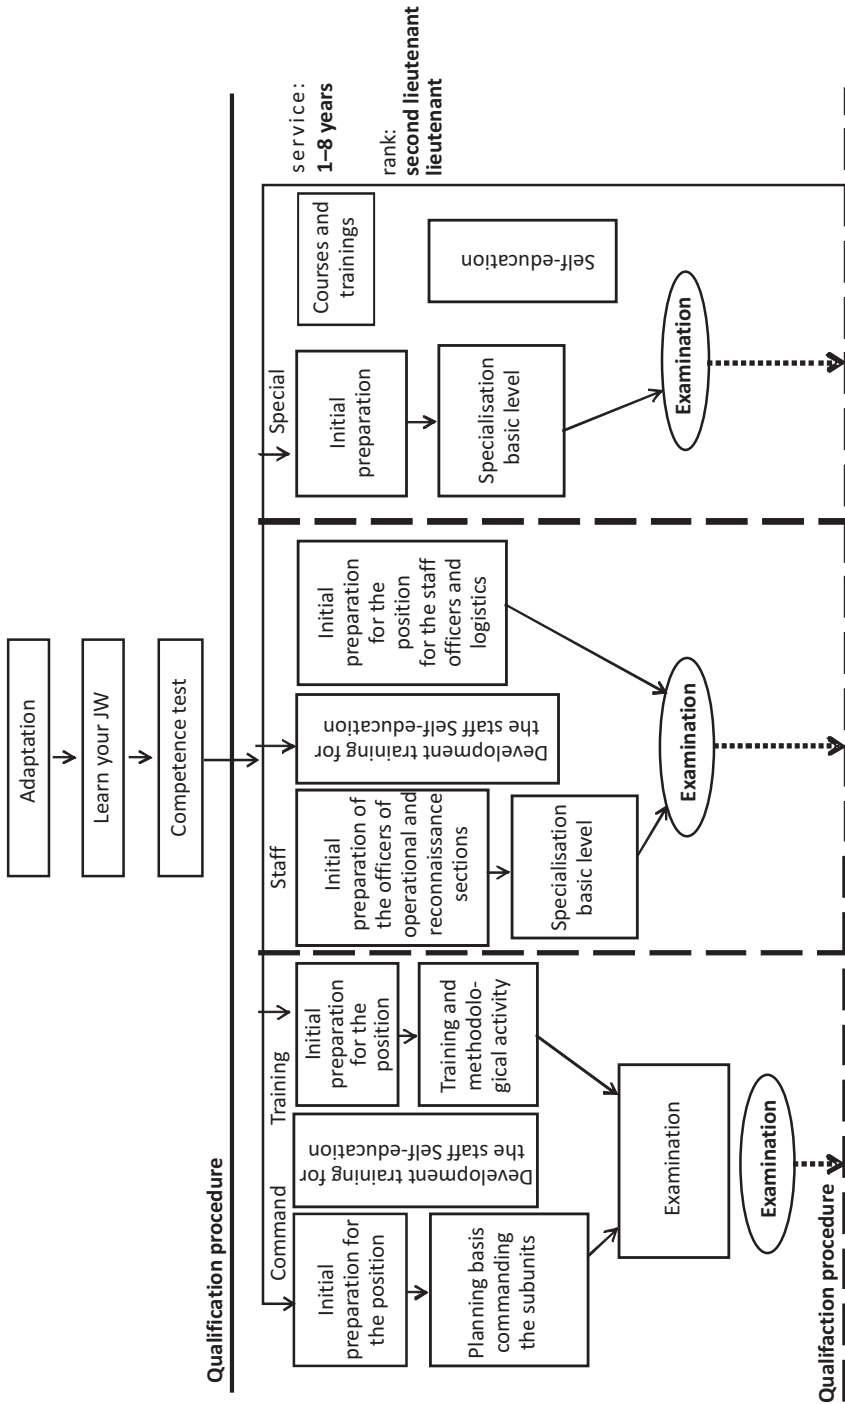 Adaptation
Learn your JW
Competence test
Qualification procedure
service:
1–8 years
rank:
second lieutenant
lieutenant
Command
Training
Staff
Special
Initial
preparation for
the position
Planning basis
commanding
the subunits
Development training for
the staff Self-education
Initial
preparation
for the
position
Training and
methodolo-
gical activity
Examination
Examination
Initial
preparation of
the officers of
operational and
reconnaissance
sections
Specialisation
basic level
Development training for
the staff Self-education
Initial
preparation
for the
position
for the staff
officers and
logistics
Examination
Initial
preparation
Specialisation
basic level
Courses and
trainings
Self-education
Examination
Qualifaction procedure